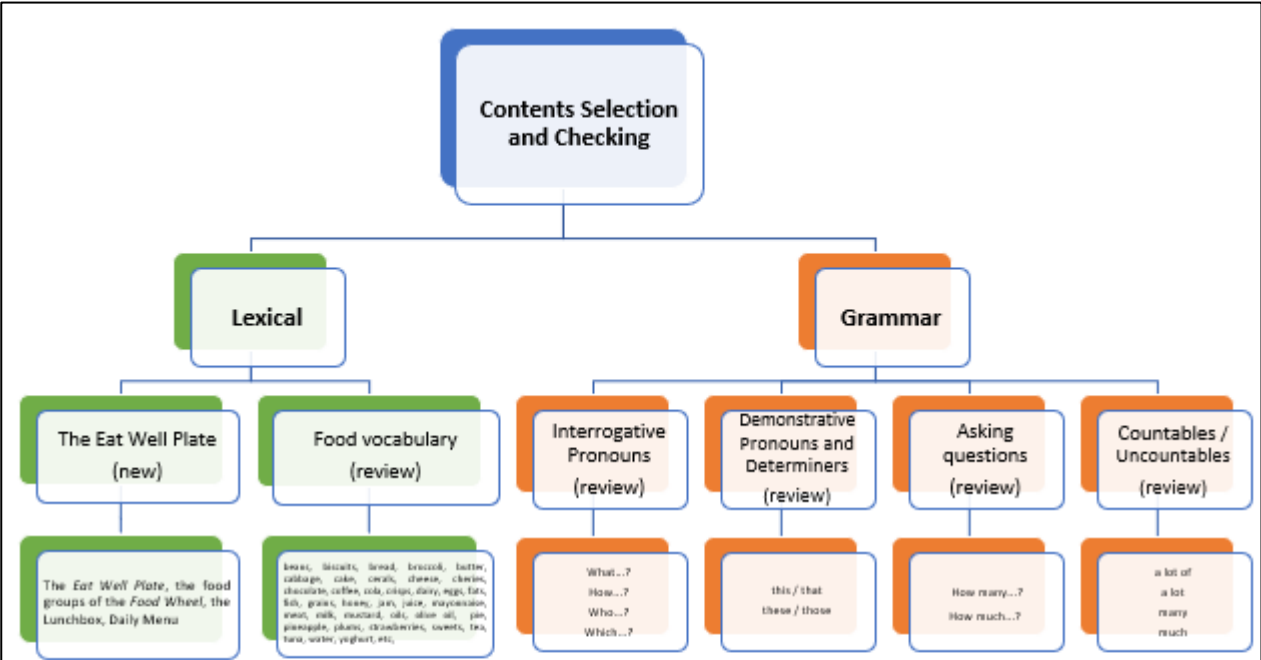 Contents Selection
and Checking
Lexical
Grammar
The Eat Well Plate
(new)
Food vocabulary
(review)
Interrogative
Pronouns
(review)
Demonstrative
Pronouns and
Determiners
(review)
Asking
questions
(review)
Countables /
Uncountables
(review)
The Eat Well Plate, the food
groups of the Food Wheel, the
Lunchbox, Daily Menu
beans, biscuits, bread, broccoli, butter,
cabbage, cake, cerals, cheese, cheries,
chocolate, coffee, cola, crisps, dairy, eggs, fats,
fish, grains, honey, jam, juice, mayonnaise,
meat, milk, mustard, oils, olive oil, pie,
pineapple, plums, strawberries, sweets, tea,
tuna, water, yoghurt, etc,
What...?
How...?
Who...?
Which...?
this / that
these / those
How many...?
How much...?
a lot of
a lot
many
much